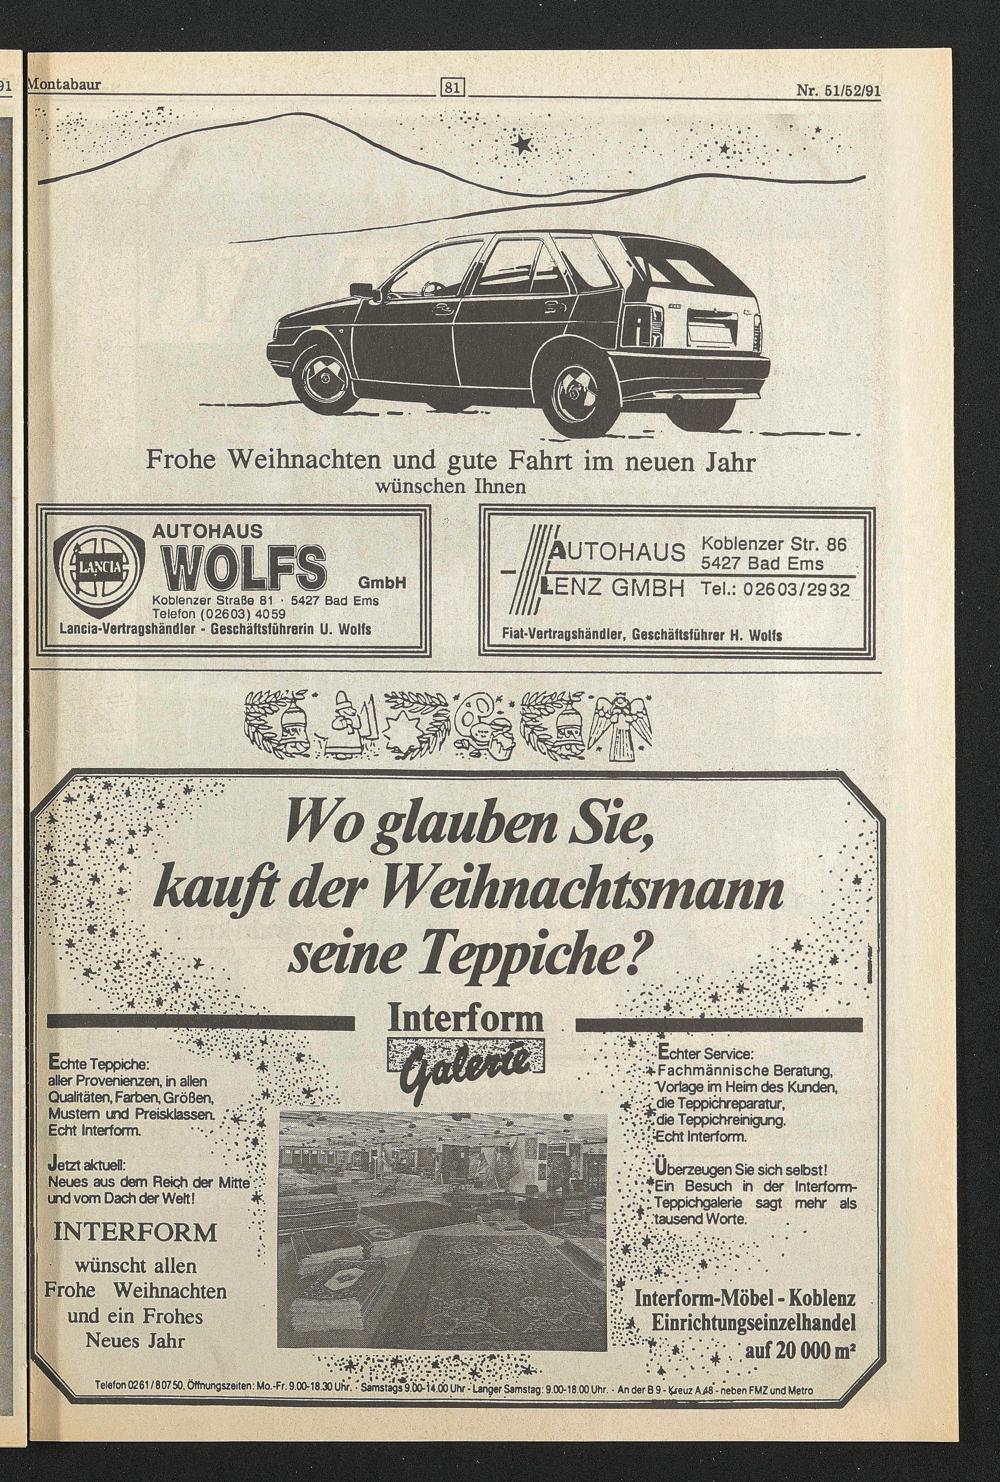 91
Montabaur
81
Nr. 51/52/91
Frohe Weihnachten und gute Fahrt im neuen Jahr
wünschen Ihnen
LANCIA
AUTOHAUS
WOLFS
GmbH
Koblenzer Straße 81 · 5427 Bad Ems
Telefon (02603) 4059
Lancia-Vertragshändler - Geschäftsführerin U. Wolfs
AUTOHAUS
LENZ GMBH
Koblenzer Str. 86
5427 Bad Ems
Tel.: 02603/2932
Fiat-Vertragshändler, Geschäftsführer H. Wolfs
Wo glauben Sie,
kauft der Weihnachtsmann
seine Teppiche?
Interform
Galerie
Echte Teppiche:
aller Provenienzen, in allen
Qualitäten, Farben, Größen,
Mustern und Preisklassen.
Echt Interform.
Jetzt aktuell:
Neues aus dem Reich der Mitte
und vom Dach der Welt!
INTERFORM
wünscht allen
Frohe Weihnachten
und ein Frohes
Neues Jahr
Echter Service:
Fachmännische Beratung,
Vorlage im Heim des Kunden,
die Teppichreparatur,
die Teppichreinigung.
Echt Interform.
Überzeugen Sie sich selbst!
Ein Besuch in der Interform-
Teppichgalerie sagt mehr als
tausend Worte.
Interform-Möbel - Koblenz
Einrichtungseinzelhandel
auf 20 000 m²
Telefon 0261/80750, Öffnungszeiten: Mo.-Fr. 9.00-18.30 Uhr. · Samstags 9.00-14.00 Uhr - Langer Samstag: 9.00-18.00 Uhr. · An der B 9 - Kreuz A 48 - neben FMZ und Metro